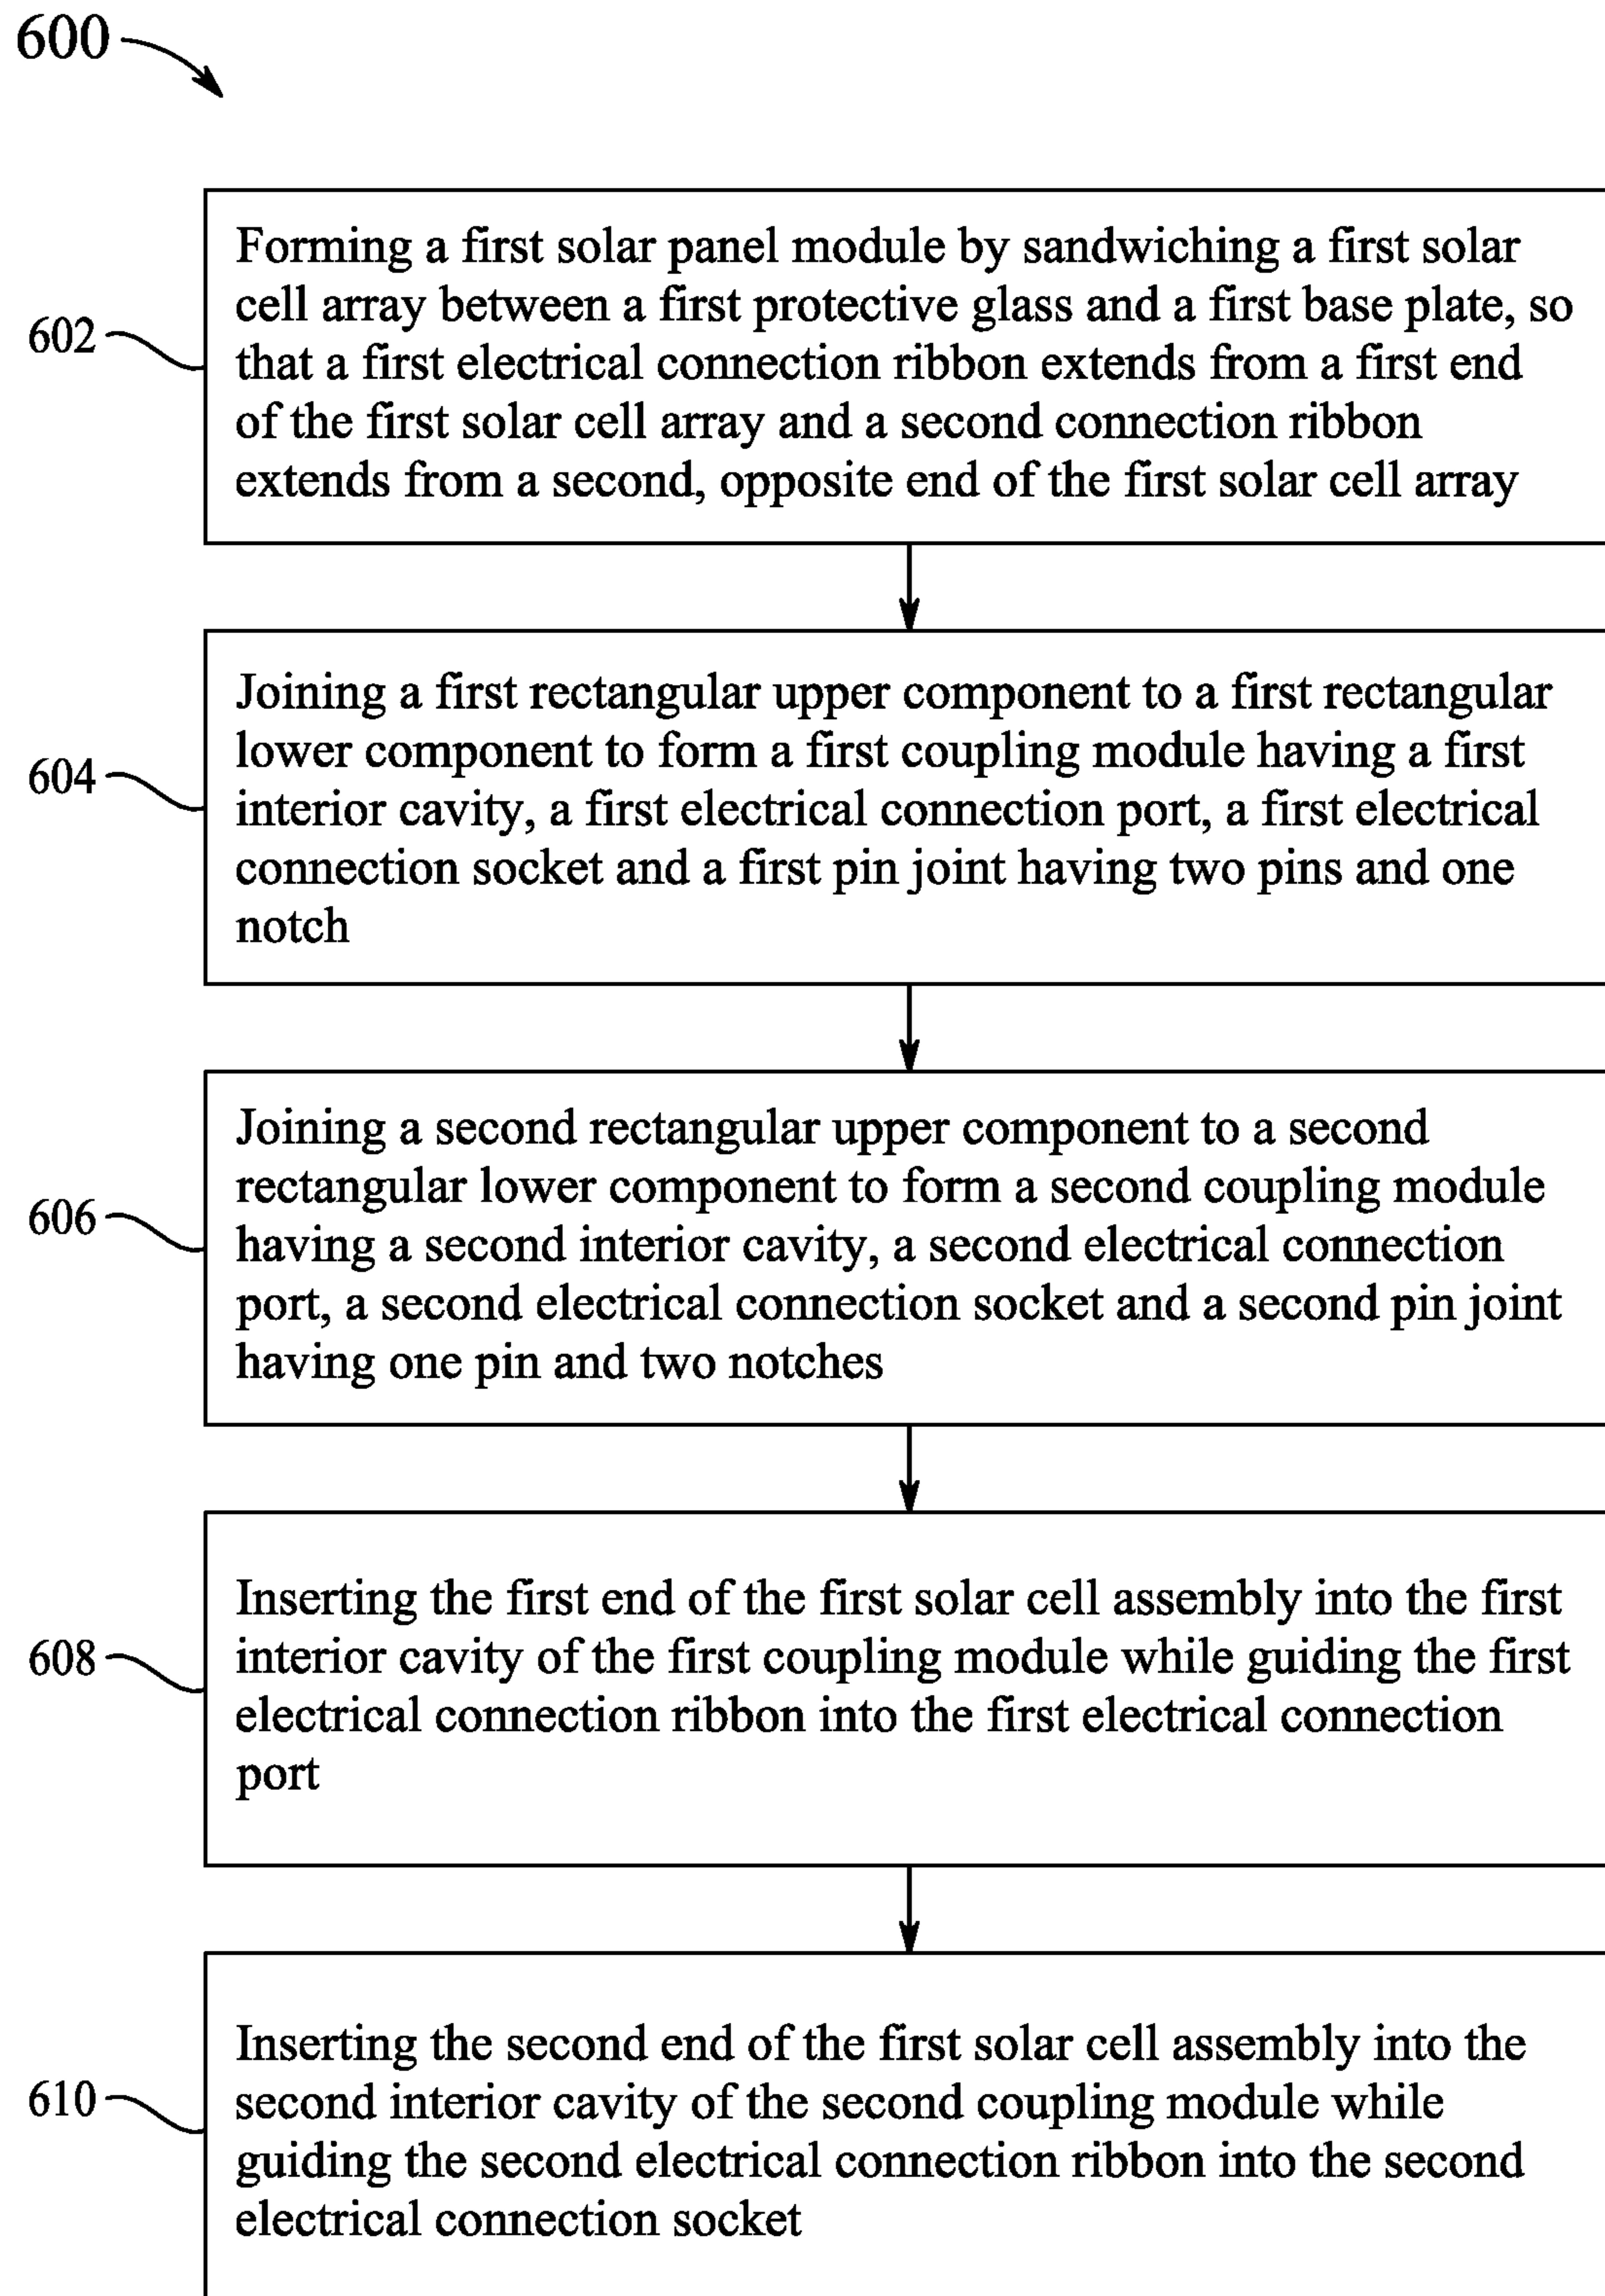 600
602
Forming a first solar panel module by sandwiching a first solar
cell array between a first protective glass and a first base plate, so
that a first electrical connection ribbon extends from a first end
of the first solar cell array and a second connection ribbon
extends from a second, opposite end of the first solar cell array
604
Joining a first rectangular upper component to a first rectangular
lower component to form a first coupling module having a first
interior cavity, a first electrical connection port, a first electrical
connection socket and a first pin joint having two pins and one
notch
606
Joining a second rectangular upper component to a second
rectangular lower component to form a second coupling module
having a second interior cavity, a second electrical connection
port, a second electrical connection socket and a second pin joint
having one pin and two notches
608
Inserting the first end of the first solar cell assembly into the first
interior cavity of the first coupling module while guiding the first
electrical connection ribbon into the first electrical connection
port
610
Inserting the second end of the first solar cell assembly into the
second interior cavity of the second coupling module while
guiding the second electrical connection ribbon into the second
electrical connection socket